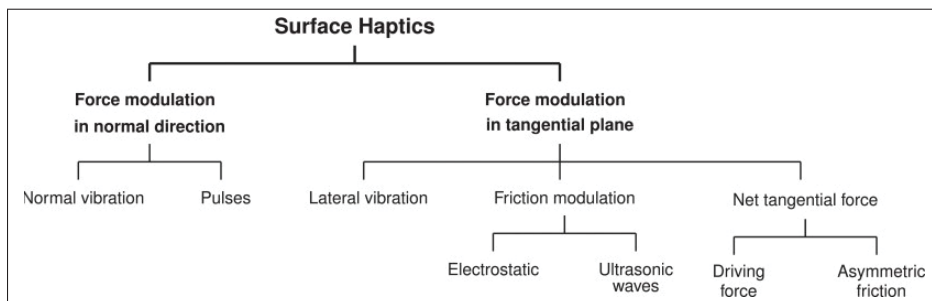 Surface Haptics
Force modulation
in normal direction
Force modulation
in tangential plane
Normal vibration
Pulses
Lateral vibration
Friction modulation
Net tangential force
Electrostatic
Ultrasonic
waves
Driving
force
Asymmetric
friction